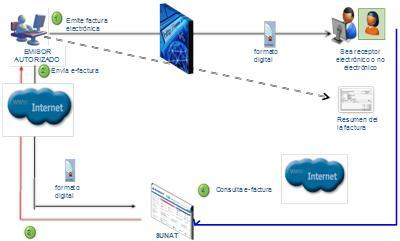 1
Emite factura
electrónica
EMISOR
AUTORIZADO
formato
digital
Sea receptor
electrónico o no
electrónico
2 Envía e-factura
Internet
Resumen del
la factura
formato
digital
4 Consulta e-factura
Internet
3
SUNAT